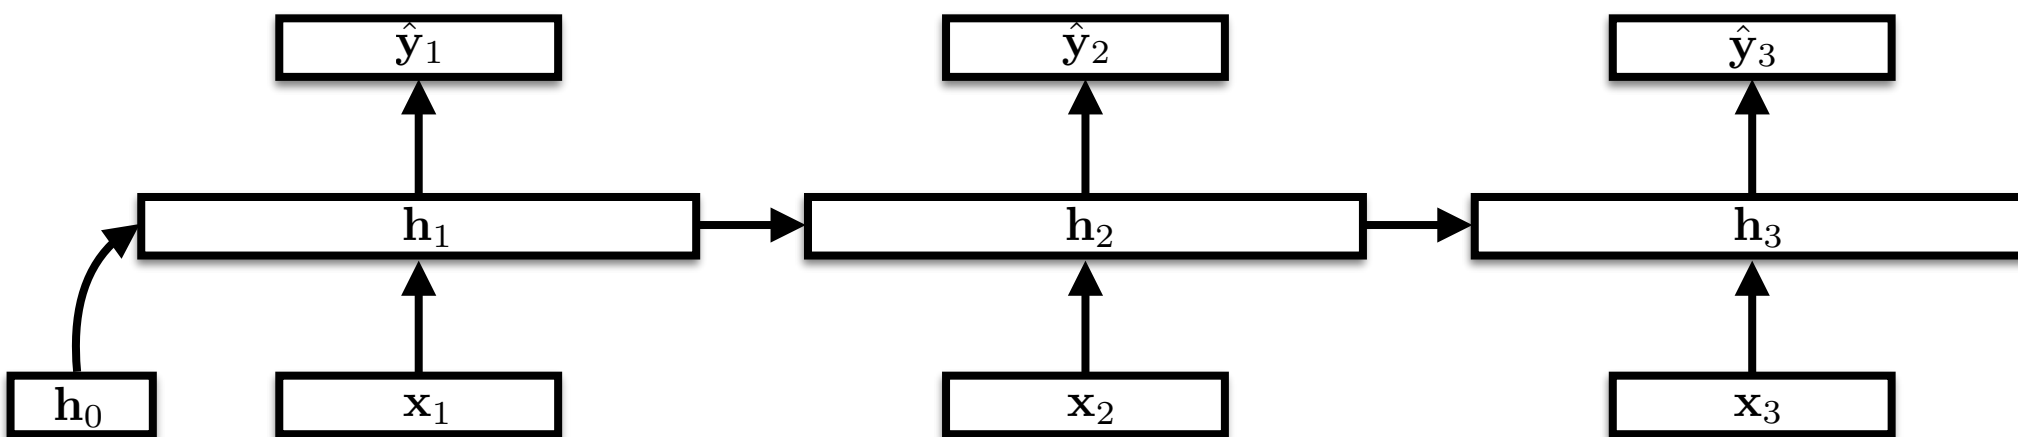 ŷ₁ ŷ₂ ŷ₃
h₁ h₂ h₃
h₀ x₁ x₂ x₃